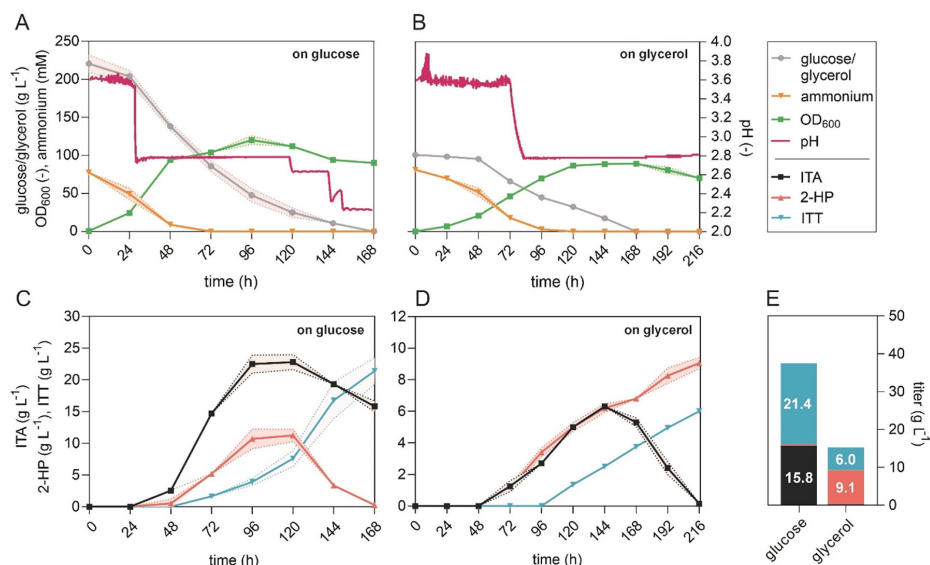 A
B
glucose/glycerol (g L⁻¹)
OD₆₀₀ (-), ammonium (mM)
250
200
150
100
50
0
on glucose
0 24 48 72 96 120 144 168
time (h)
on glycerol
0 24 48 72 96 120 144 168 192 216
time (h)
4.0
3.8
3.6
3.4
3.2
3.0
2.8
2.6
2.4
2.2
2.0
pH (-)
glucose/
glycerol
ammonium
OD₆₀₀
pH
ITA
2-HP
ITT
C
D
E
ITA (g L⁻¹)
2-HP (g L⁻¹), ITT (g L⁻¹)
30
25
20
15
10
5
0
on glucose
0 24 48 72 96 120 144 168
time (h)
12
10
8
6
4
2
0
on glycerol
0 24 48 72 96 120 144 168 192 216
time (h)
21.4
15.8
6.0
9.1
glucose
glycerol
50
40
30
20
10
0
titer (g L⁻¹)